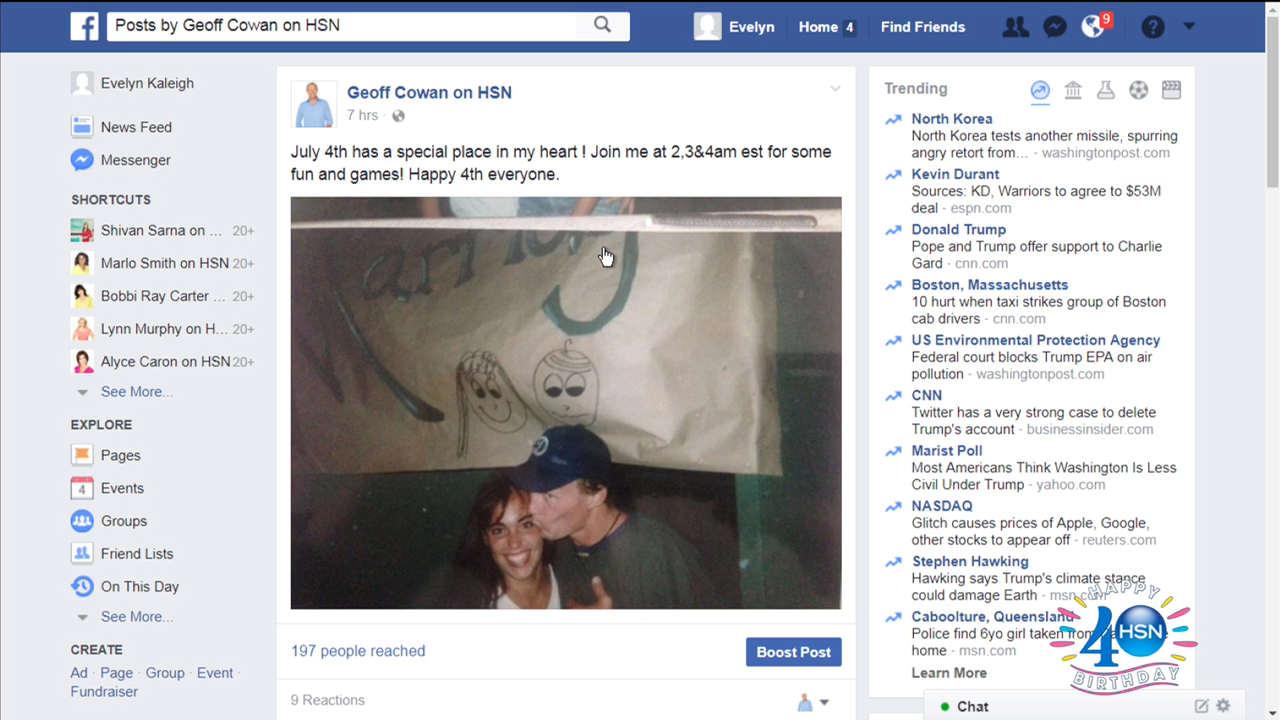 Posts by Geoff Cowan on HSN
Evelyn
Home 4
Find Friends
9
Evelyn Kaleigh
News Feed
Messenger
SHORTCUTS
Shivan Sarna on ... 20+
Marlo Smith on HSN 20+
Bobbi Ray Carter ... 20+
Lynn Murphy on H... 20+
Alyce Caron on HSN 20+
See More...
EXPLORE
Pages
4 Events
Groups
Friend Lists
On This Day
See More...
CREATE
Ad · Page · Group · Event ·
Fundraiser
Geoff Cowan on HSN
7 hrs ·
July 4th has a special place in my heart ! Join me at 2,3&4am est for some
fun and games! Happy 4th everyone.
197 people reached
Boost Post
9 Reactions
Trending
North Korea
North Korea tests another missile, spurring
angry retort from... - washingtonpost.com
Kevin Durant
Sources: KD, Warriors to agree to $53M
deal - espn.com
Donald Trump
Pope and Trump offer support to Charlie
Gard - cnn.com
Boston, Massachusetts
10 hurt when taxi strikes group of Boston
cab drivers - cnn.com
US Environmental Protection Agency
Federal court blocks Trump EPA on air
pollution - washingtonpost.com
CNN
Twitter has a very strong case to delete
Trump's account - businessinsider.com
Marist Poll
Most Americans Think Washington Is Less
Civil Under Trump - yahoo.com
NASDAQ
Glitch causes prices of Apple, Google,
other stocks to appear off - reuters.com
Stephen Hawking
Hawking says Trump's climate stance
could damage Earth - msn.com
Caboolture, Queensland
Police find 6yo girl taken from
home - msn.com
Learn More
HAPPY
40 HSN
BIRTHDAY
Chat